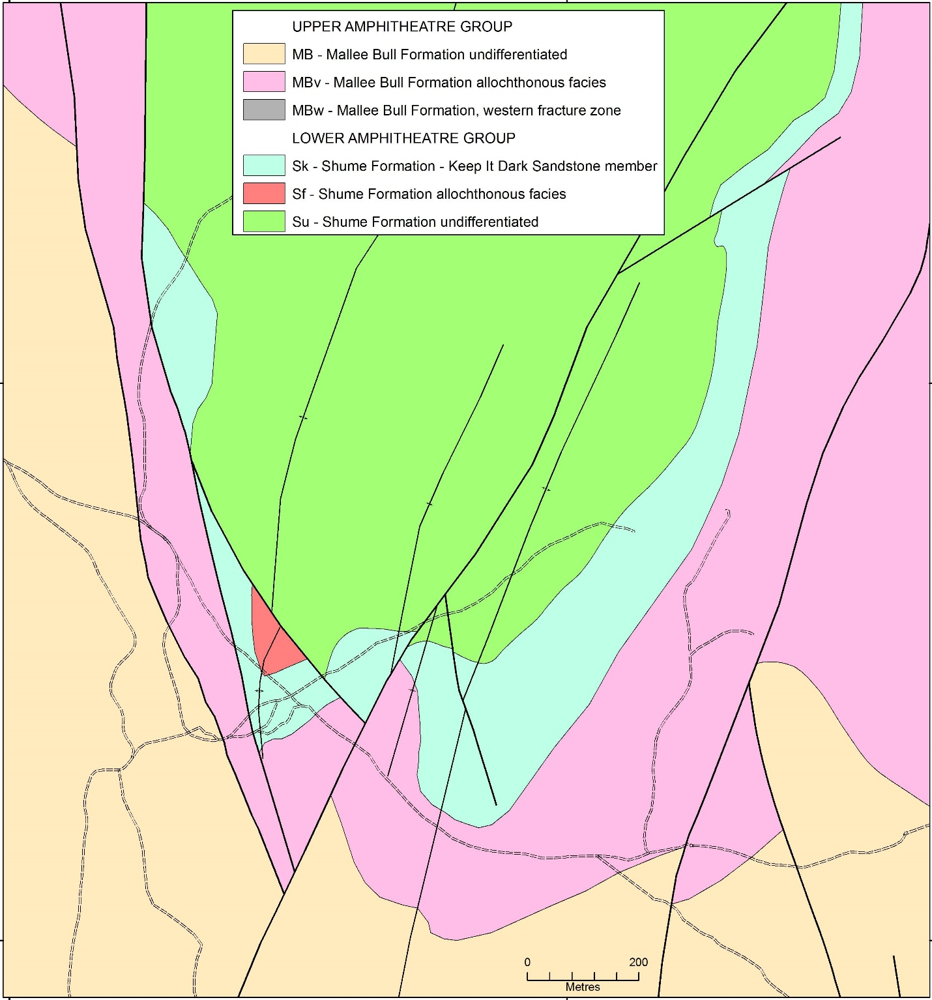 UPPER AMPHITHEATRE GROUP
MB - Mallee Bull Formation undifferentiated
MBv - Mallee Bull Formation allochthonous facies
MBw - Mallee Bull Formation, western fracture zone
LOWER AMPHITHEATRE GROUP
Sk - Shume Formation - Keep It Dark Sandstone member
Sf - Shume Formation allochthonous facies
Su - Shume Formation undifferentiated
0 200
Metres